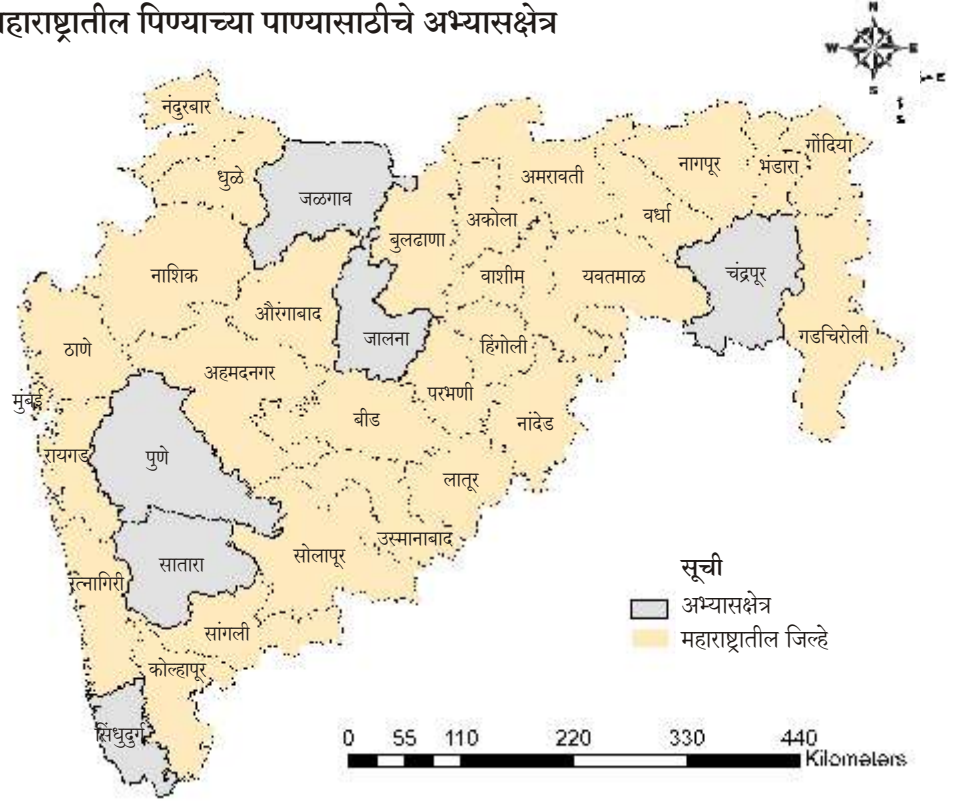 महाराष्ट्रातील पिण्याच्या पाण्यासाठीचे अभ्यासक्षेत्र
N
W E
S
E
S
नंदुरबार
धुळे
जळगाव
बुलढाणा
अकोला
अमरावती
वर्धा
नागपूर
भंडारा
गोंदिया
नाशिक
औरंगाबाद
जालना
वाशीम
यवतमाळ
चंद्रपूर
गडचिरोली
ठाणे
अहमदनगर
हिंगोली
परभणी
मुंबई
बीड
नांदेड
रायगड
पुणे
लातूर
उस्मानाबाद
सातारा
सोलापूर
रत्नागिरी
सांगली
कोल्हापूर
सिंधुदुर्ग
सूची
अभ्यासक्षेत्र
महाराष्ट्रातील जिल्हे
0 55 110 220 330 440
Kilometers